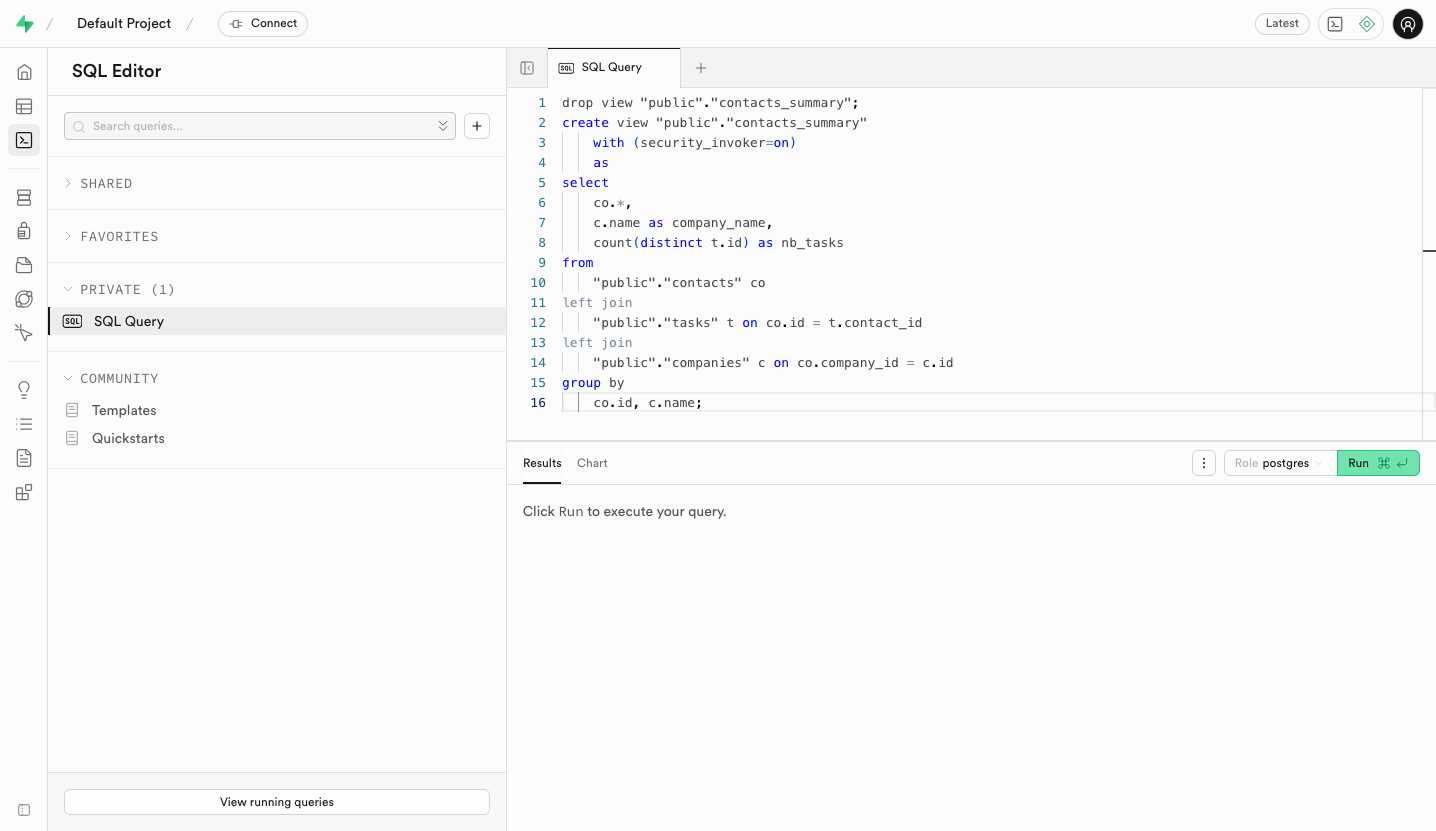 / Default Project / Connect
Latest
SQL Editor
Search queries...
SHARED
FAVORITES
PRIVATE (1)
SQL SQL Query
COMMUNITY
Templates
Quickstarts
View running queries
SQL SQL Query
1 drop view "public"."contacts_summary";
2 create view "public"."contacts_summary"
3 with (security_invoker=on)
4 as
5 select
6 co.*,
7 c.name as company_name,
8 count(distinct t.id) as nb_tasks
9 from
10 "public"."contacts" co
11 left join
12 "public"."tasks" t on co.id = t.contact_id
13 left join
14 "public"."companies" c on co.company_id = c.id
15 group by
16 co.id, c.name;
Results Chart
Role postgres Run ⌘ ↵
Click Run to execute your query.